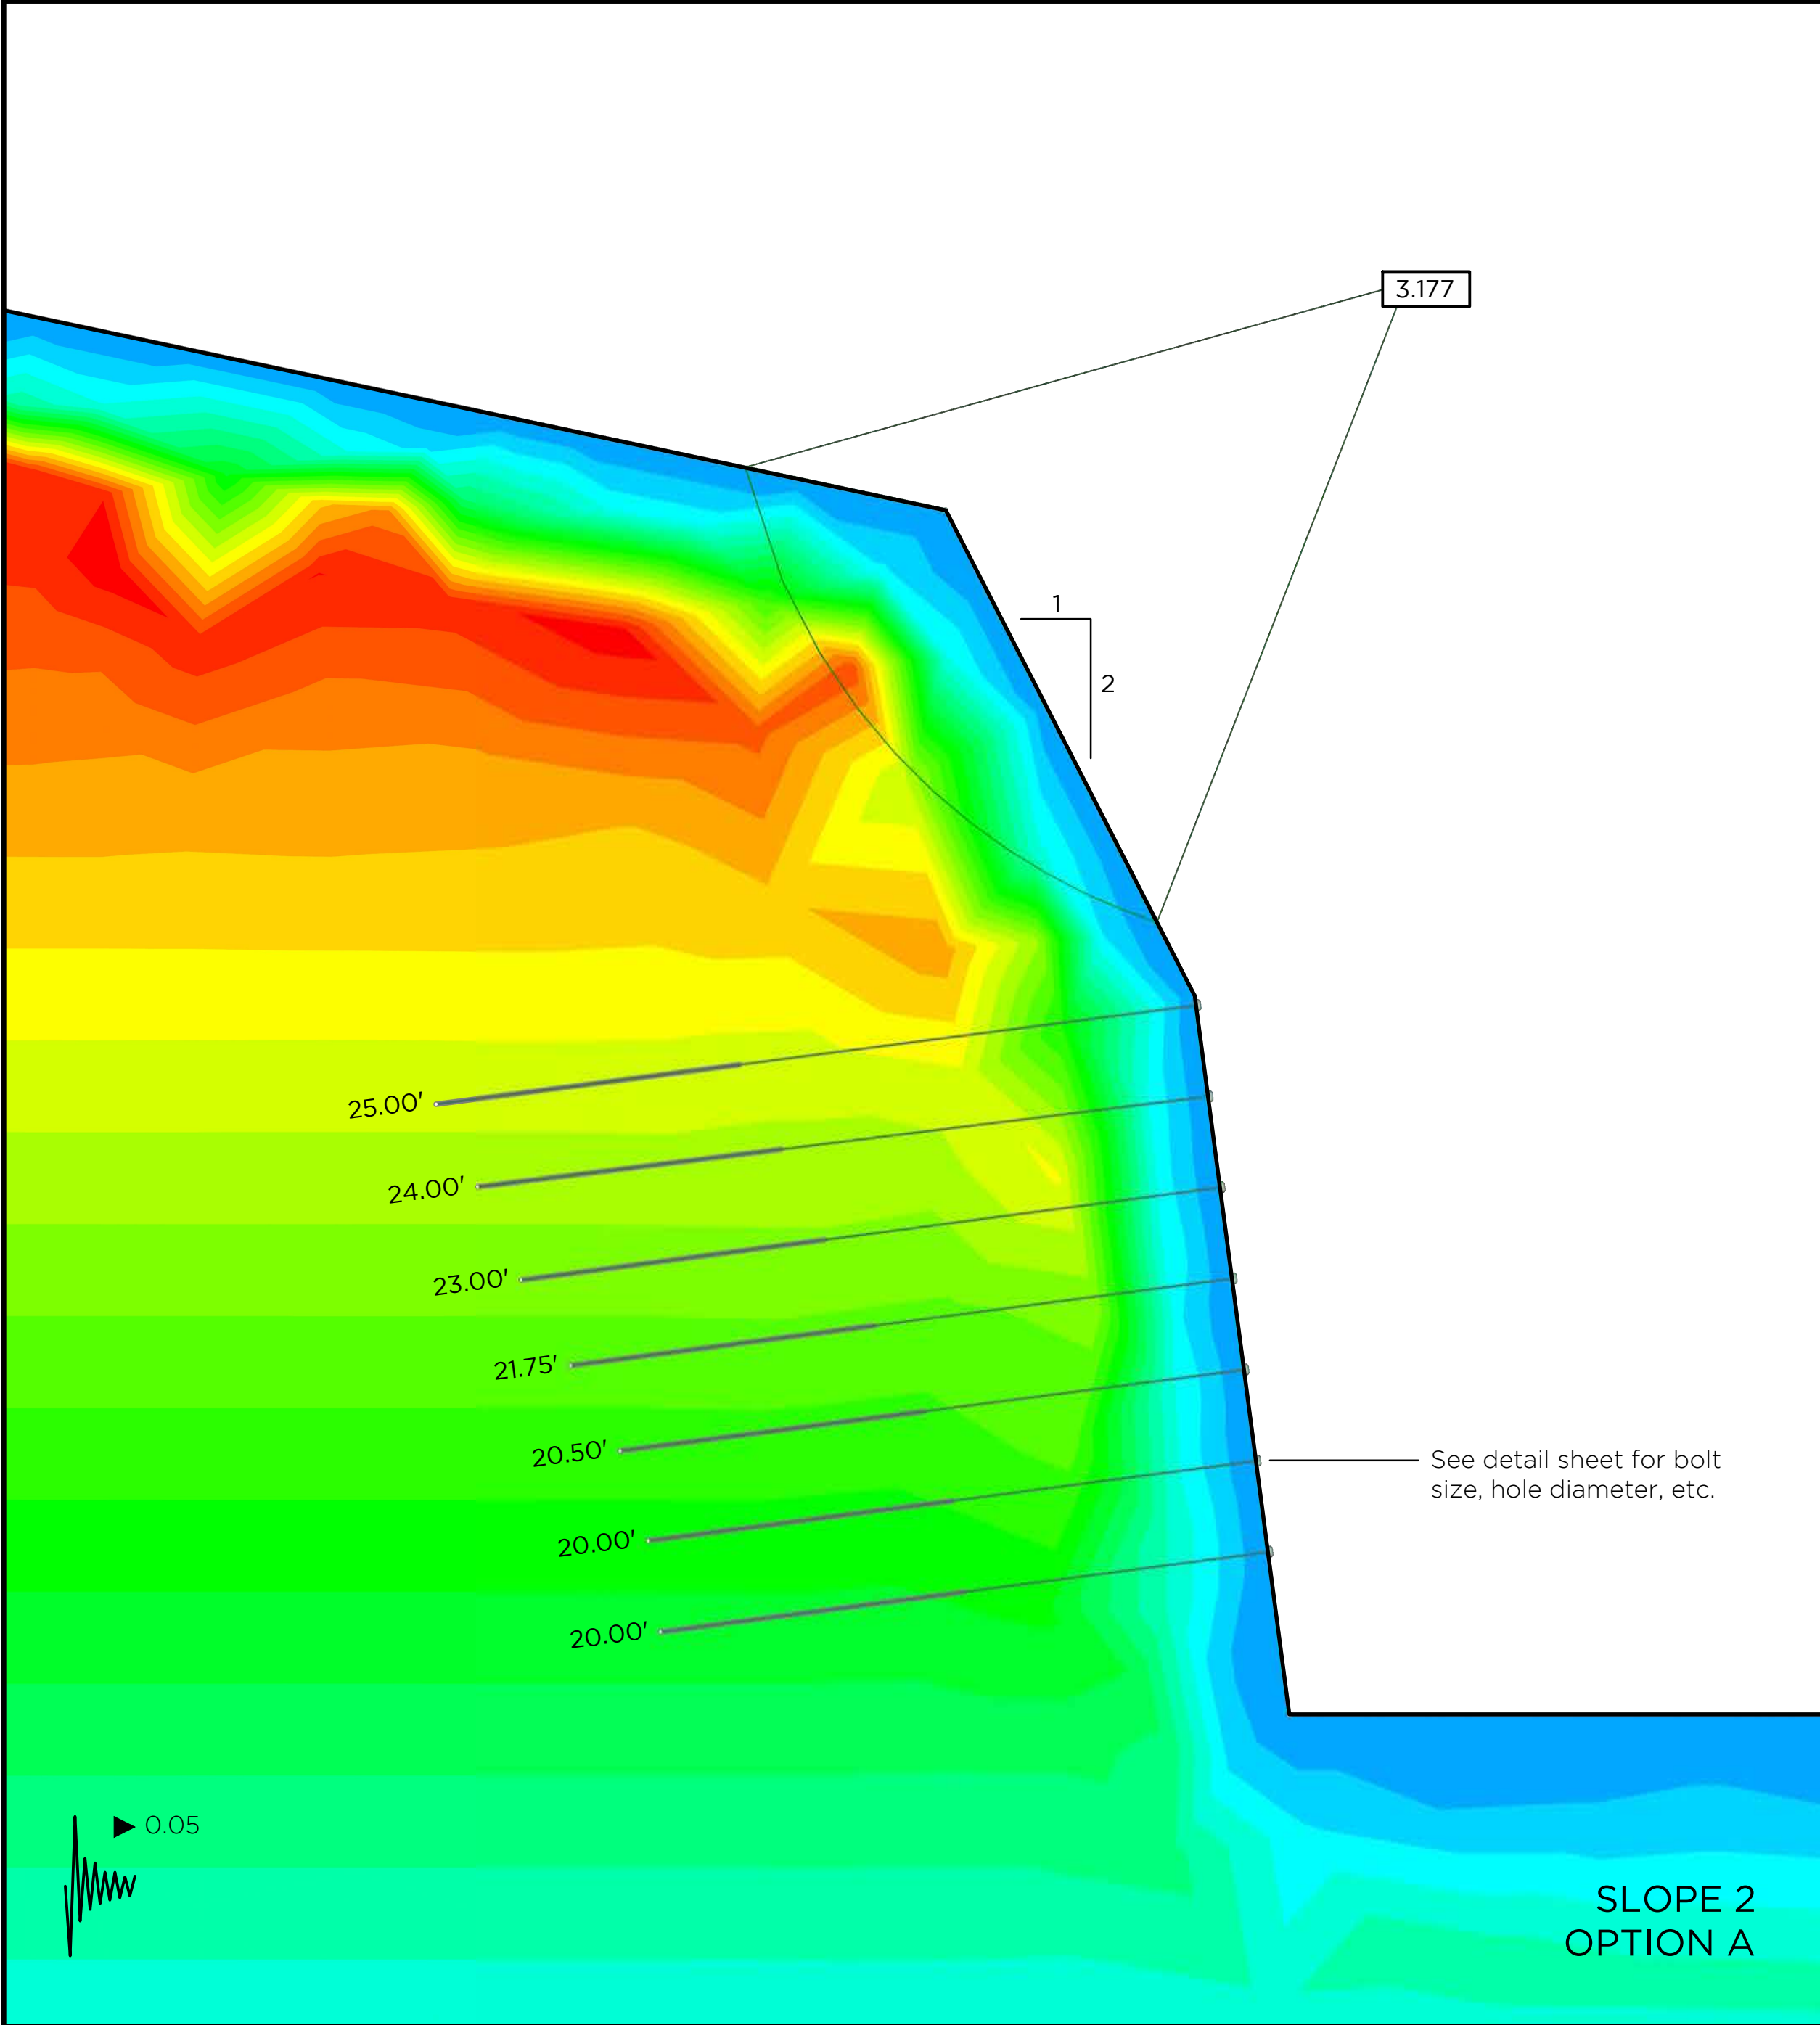 3.177
1
2
25.00'
24.00'
23.00'
21.75'
20.50'
See detail sheet for bolt
size, hole diameter, etc.
20.00'
20.00'
0.05
SLOPE 2
OPTION A